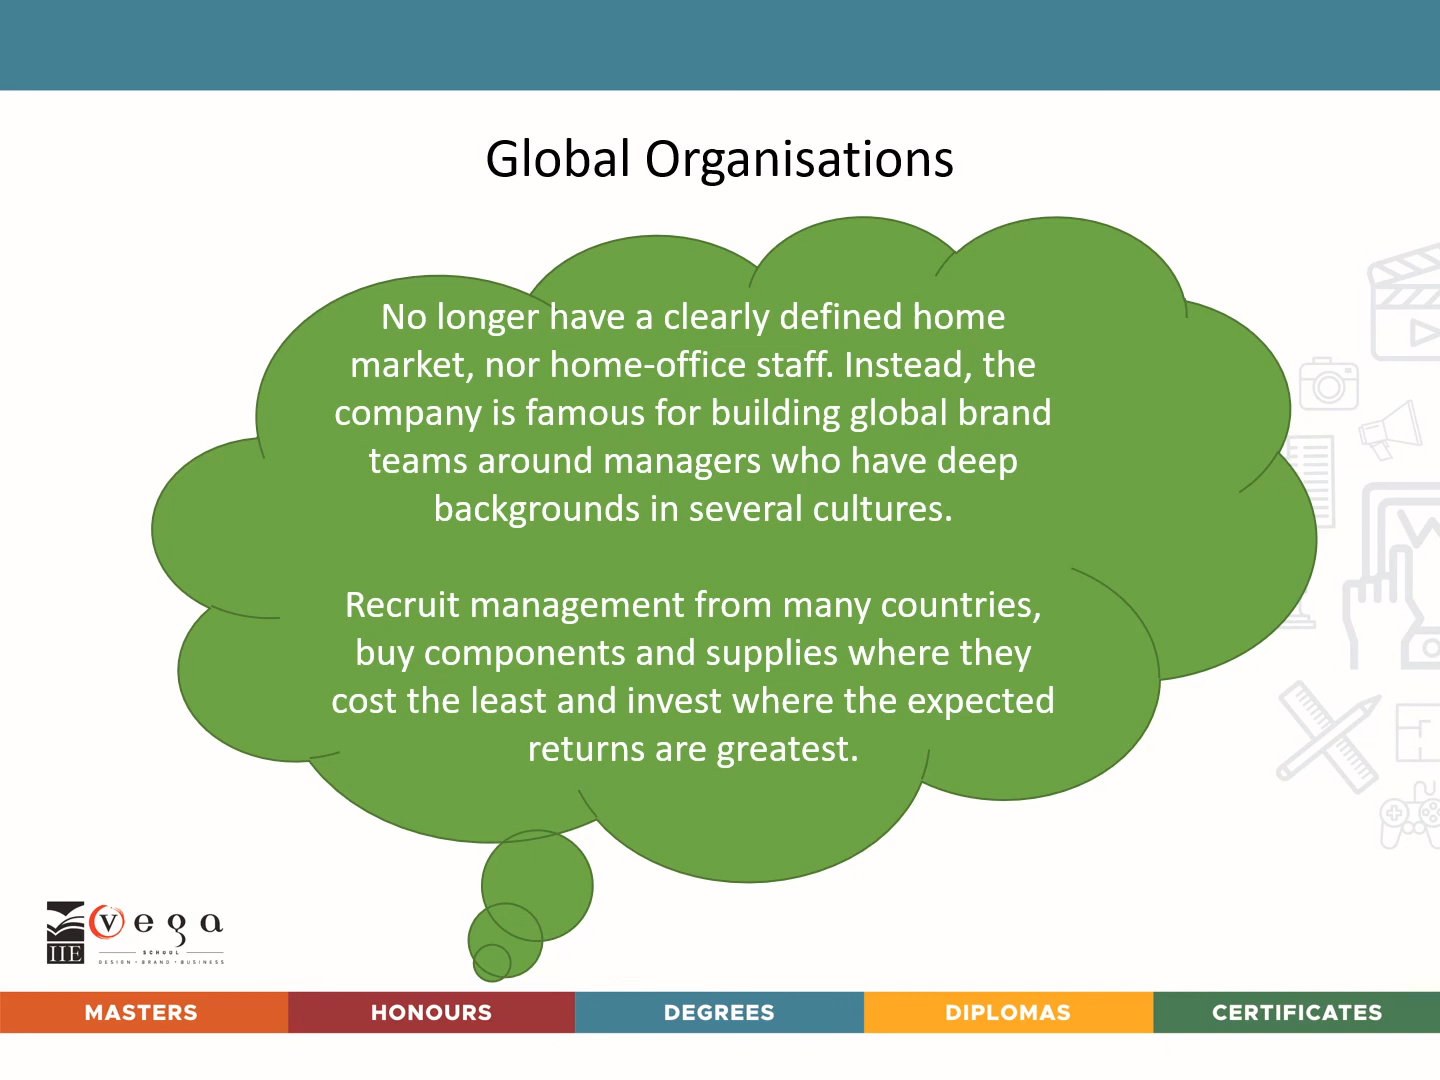 Global Organisations
No longer have a clearly defined home
market, nor home-office staff. Instead, the
company is famous for building global brand
teams around managers who have deep
backgrounds in several cultures.
Recruit management from many countries,
buy components and supplies where they
cost the least and invest where the expected
returns are greatest.
IIE
vega
SCHOOL
DESIGN • BRAND • BUSINESS
MASTERS
HONOURS
DEGREES
DIPLOMAS
CERTIFICATES